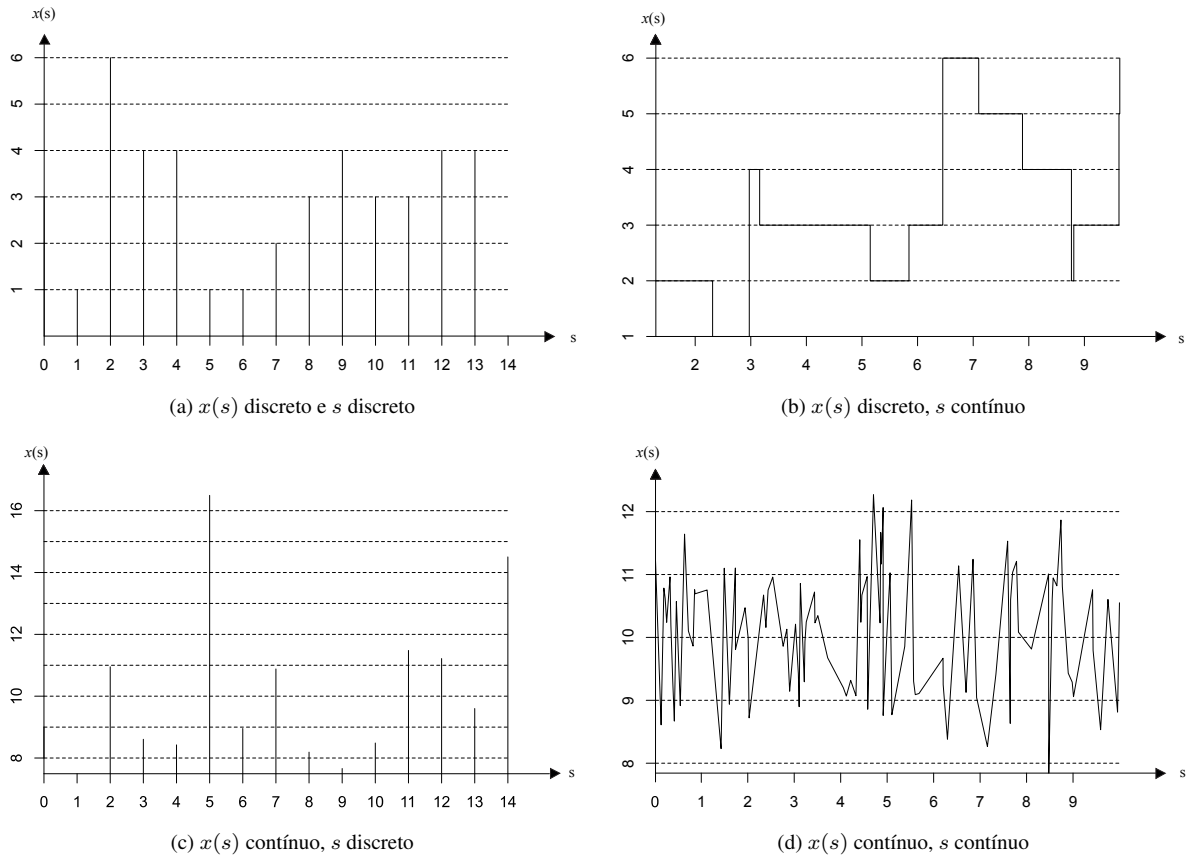 x(s)
6
5
4
3
2
1
0 1 2 3 4 5 6 7 8 9 10 11 12 13 14
s
(a) x(s) discreto e s discreto
x(s)
6
5
4
3
2
1
2 3 4 5 6 7 8 9
s
(b) x(s) discreto, s contínuo
x(s)
16
14
12
10
8
0 1 2 3 4 5 6 7 8 9 10 11 12 13 14
s
(c) x(s) contínuo, s discreto
x(s)
12
11
10
9
8
0 1 2 3 4 5 6 7 8 9
s
(d) x(s) contínuo, s contínuo